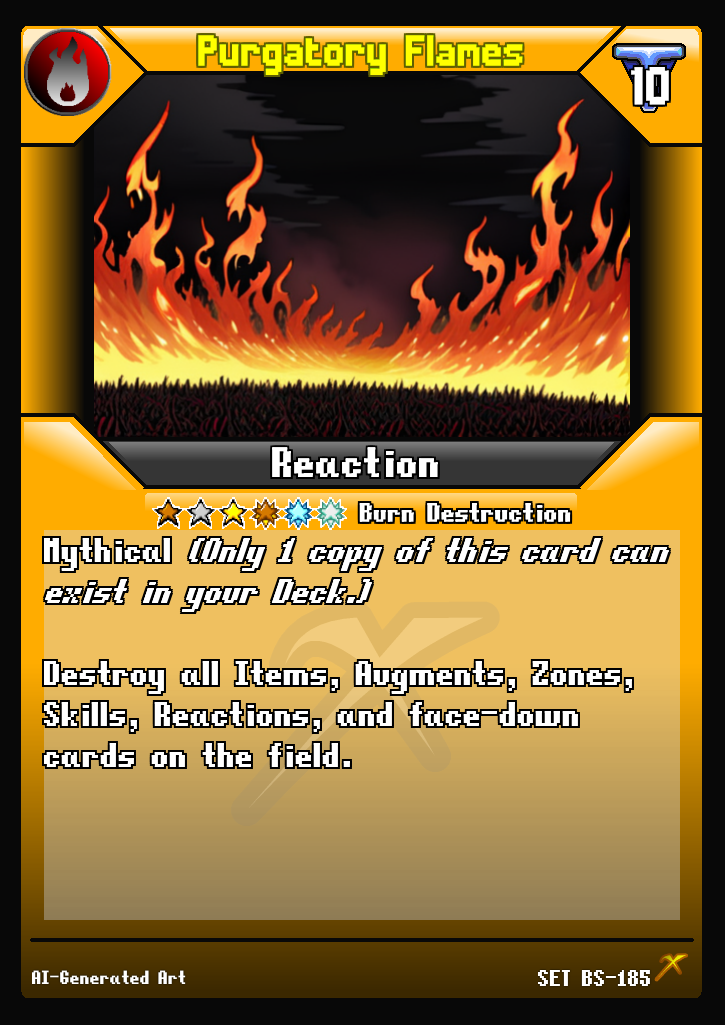 Purgatory Flames
10
Reaction
Burn Destruction
Mythical (Only 1 copy of this card can
exist in your Deck.)
Destroy all Items, Augments, Zones,
Skills, Reactions, and face-down
cards on the field.
AI-Generated Art
SET BS-185